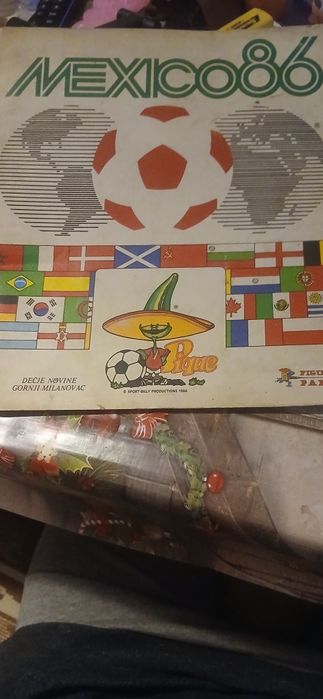 MEXICO86
Pique
DEČJE NOVINE
GORNJI MILANOVAC
© SPORT-BILLY PRODUCTIONS 1984